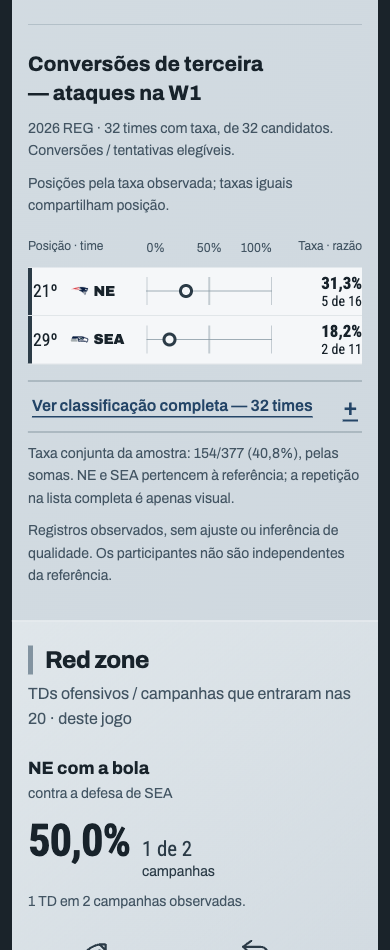 Conversões de terceira
— ataques na W1
2026 REG · 32 times com taxa, de 32 candidatos.
Conversões / tentativas elegíveis.
Posições pela taxa observada; taxas iguais
compartilham posição.
Posição · time 0% 50% 100% Taxa · razão
21º NE 31,3%
5 de 16
29º SEA 18,2%
2 de 11
Ver classificação completa — 32 times +
Taxa conjunta da amostra: 154/377 (40,8%), pelas
somas. NE e SEA pertencem à referência; a repetição
na lista completa é apenas visual.
Registros observados, sem ajuste ou inferência de
qualidade. Os participantes não são independentes
da referência.
Red zone
TDs ofensivos / campanhas que entraram nas
20 · deste jogo
NE com a bola
contra a defesa de SEA
50,0% 1 de 2
campanhas
1 TD em 2 campanhas observadas.